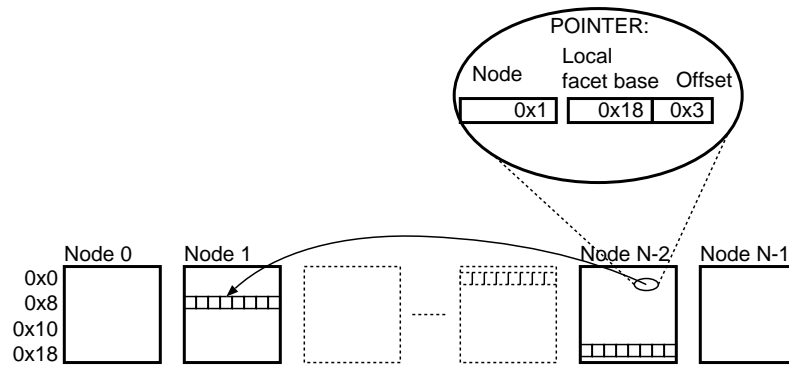 POINTER:
Node Local facet base Offset
0x1 0x18 0x3
Node 0 Node 1 Node N-2 Node N-1
0x0
0x8
0x10
0x18